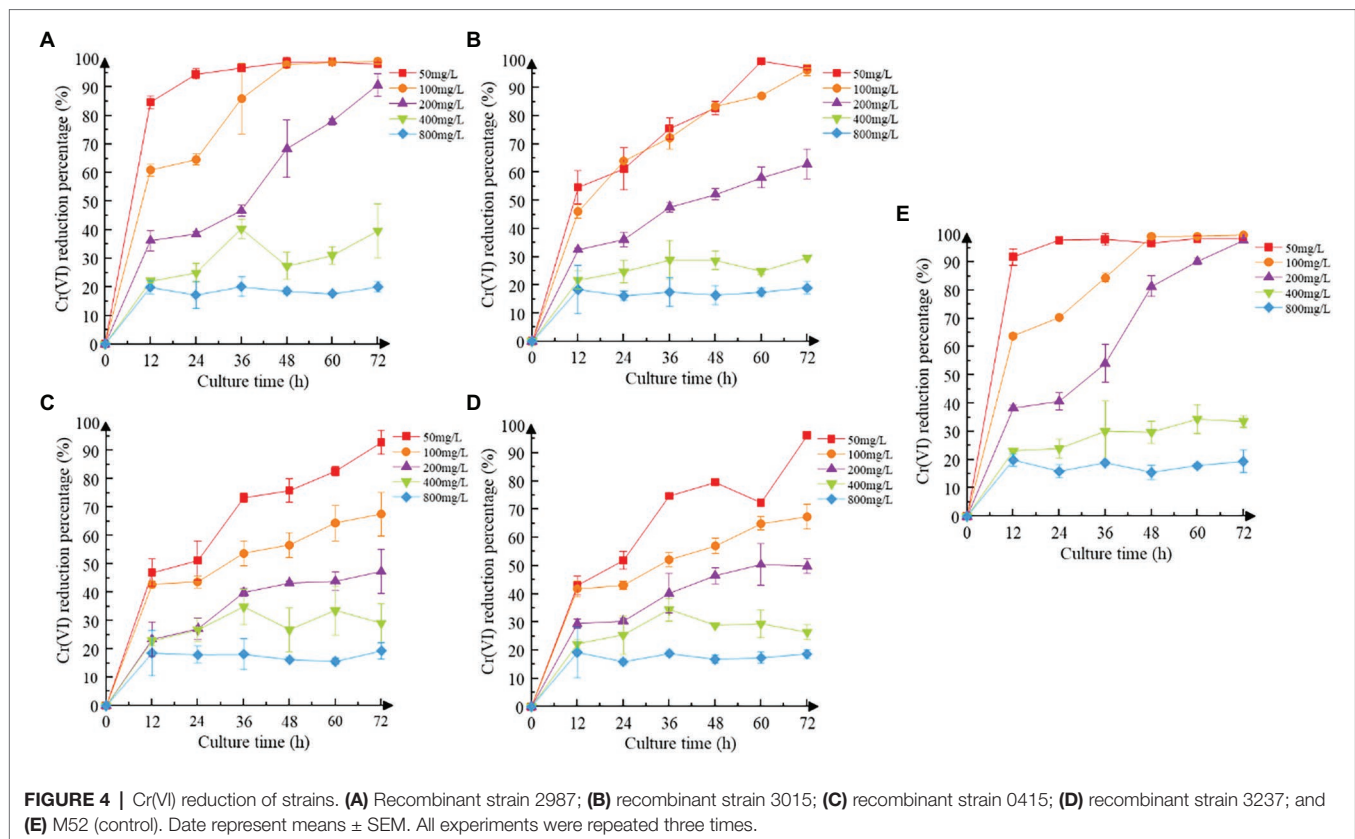 A
Cr(VI) reduction percentage (%)
100
90
80
70
60
50
40
30
20
10
0
0 12 24 36 48 60 72
Culture time (h)
50mg/L
100mg/L
200mg/L
400mg/L
800mg/L
B
Cr(VI) reduction percentage (%)
100
90
80
70
60
50
40
30
20
10
0
0 12 24 36 48 60 72
Culture time (h)
50mg/L
100mg/L
200mg/L
400mg/L
800mg/L
C
Cr(VI) reduction percentage (%)
100
90
80
70
60
50
40
30
20
10
0
0 12 24 36 48 60 72
Culture time (h)
50mg/L
100mg/L
200mg/L
400mg/L
800mg/L
D
Cr(VI) reduction percentage (%)
100
90
80
70
60
50
40
30
20
10
0
0 12 24 36 48 60 72
Culture time (h)
50mg/L
100mg/L
200mg/L
400mg/L
800mg/L
E
Cr(VI) reduction percentage (%)
100
90
80
70
60
50
40
30
20
10
0
0 12 24 36 48 60 72
Culture time (h)
50mg/L
100mg/L
200mg/L
400mg/L
800mg/L
FIGURE 4 | Cr(VI) reduction of strains. (A) Recombinant strain 2987; (B) recombinant strain 3015; (C) recombinant strain 0415; (D) recombinant strain 3237; and
(E) M52 (control). Date represent means ± SEM. All experiments were repeated three times.